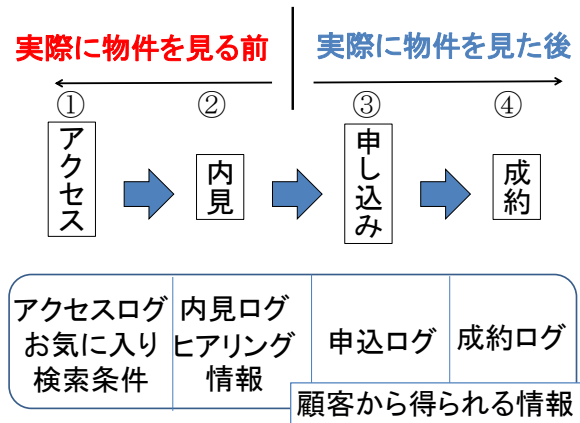 実際に物件を見る前
実際に物件を見た後
①
②
③
④
アクセス
内見
申し込み
成約
アクセスログ
お気に入り
検索条件
内見ログ
ヒアリング
情報
申込ログ
成約ログ
顧客から得られる情報